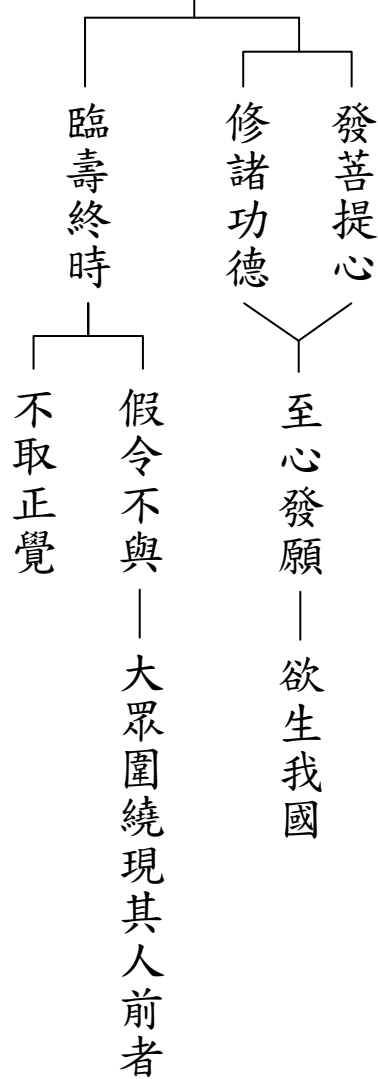 發菩提心
修諸功德
至心發願
欲生我國
臨壽終時
假令不與
大眾圍繞現其人前者
不取正覺